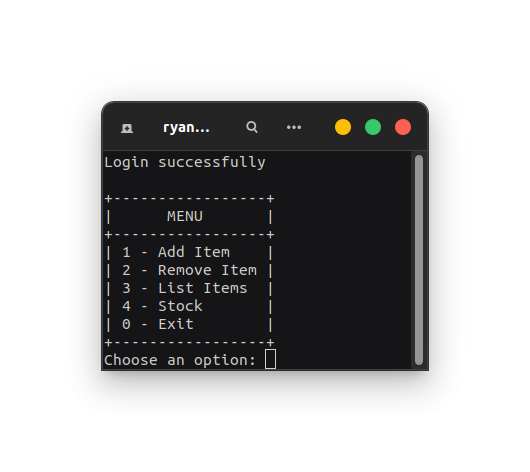 ryan...
Login successfully
+------------------+
|      MENU       |
+------------------+
| 1 - Add Item    |
| 2 - Remove Item |
| 3 - List Items  |
| 4 - Stock       |
| 0 - Exit        |
+------------------+
Choose an option: